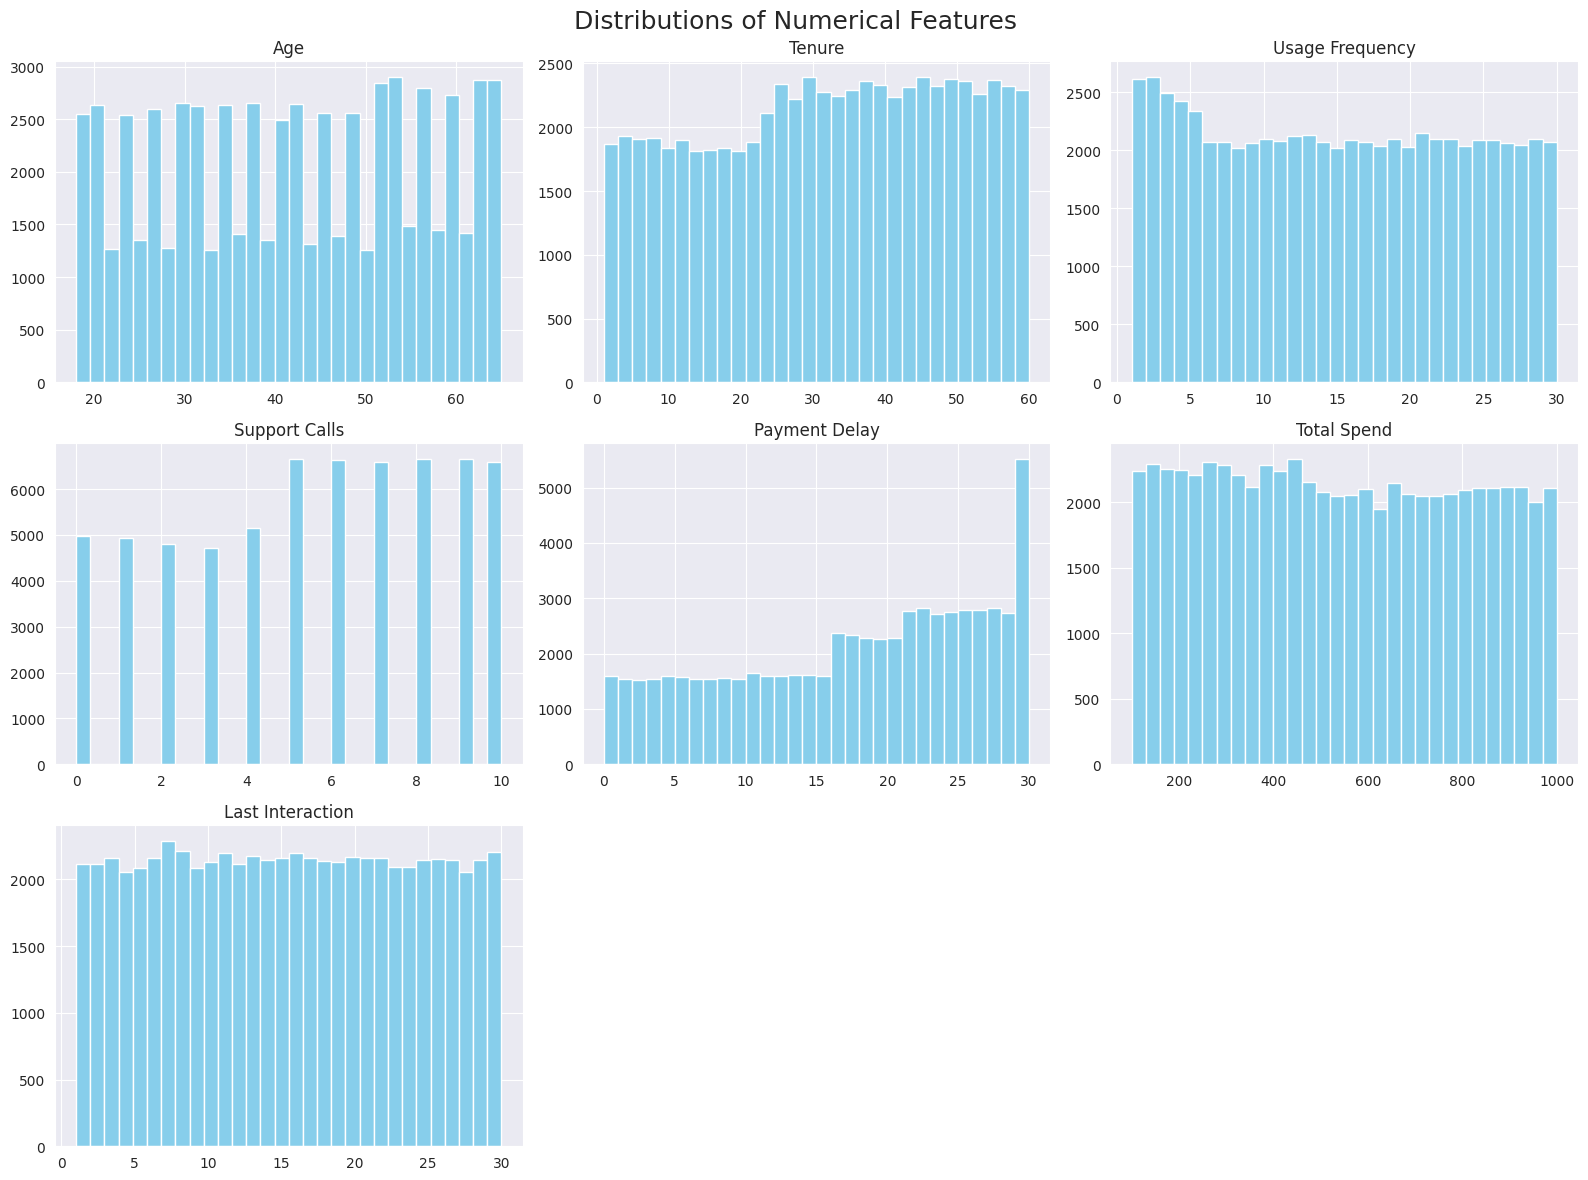 Distributions of Numerical Features
Age
Tenure
Usage Frequency
3000
2500
2000
1500
1000
500
0
20 30 40 50 60
2500
2000
1500
1000
500
0
0 10 20 30 40 50 60
2500
2000
1500
1000
500
0
0 5 10 15 20 25 30
Support Calls
Payment Delay
Total Spend
6000
5000
4000
3000
2000
1000
0
0 2 4 6 8 10
5000
4000
3000
2000
1000
0
0 5 10 15 20 25 30
2000
1500
1000
500
0
200 400 600 800 1000
Last Interaction
2000
1500
1000
500
0
0 5 10 15 20 25 30